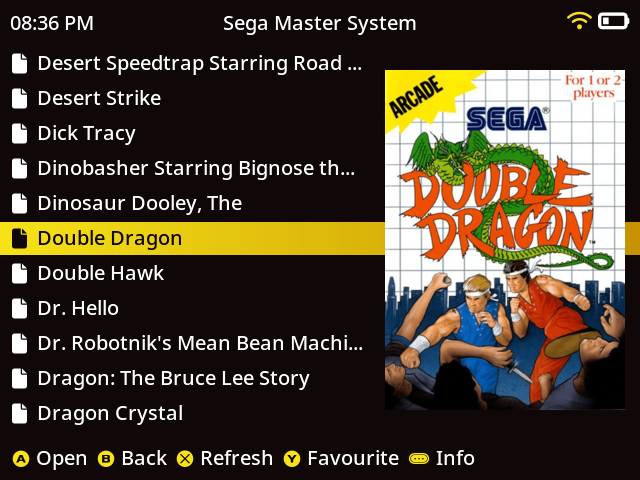 08:36 PM Sega Master System
Desert Speedtrap Starring Road ...
Desert Strike
Dick Tracy
Dinobasher Starring Bignose th...
Dinosaur Dooley, The
Double Dragon
Double Hawk
Dr. Hello
Dr. Robotnik's Mean Bean Machi...
Dragon: The Bruce Lee Story
Dragon Crystal
ARCADE
For 1 or 2
players
SEGA®
DOUBLE
DRAGON™
A Open B Back X Refresh Y Favourite Info